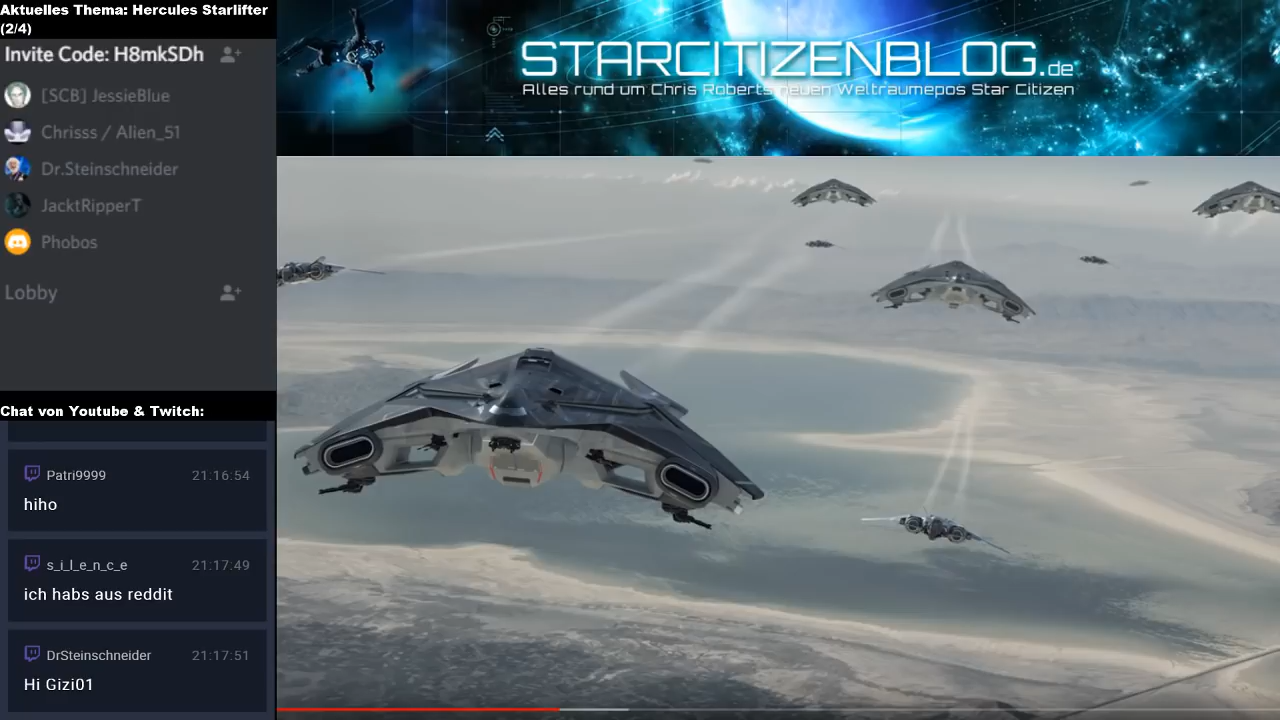 Aktuelles Thema: Hercules Starlifter
(2/4)
Invite Code: H8mkSDh
[SCB] JessieBlue
Chrisss / Alien_51
Dr.Steinschneider
JacktRipperT
Phobos
Lobby
Chat von Youtube & Twitch:
Patri9999 21:16:54
hiho
s_i_l_e_n_c_e 21:17:49
ich habs aus reddit
DrSteinschneider 21:17:51
Hi Gizi01
STARCITIZENBLOG.de
Alles rund um Chris Roberts neuen Weltraumepos Star Citizen